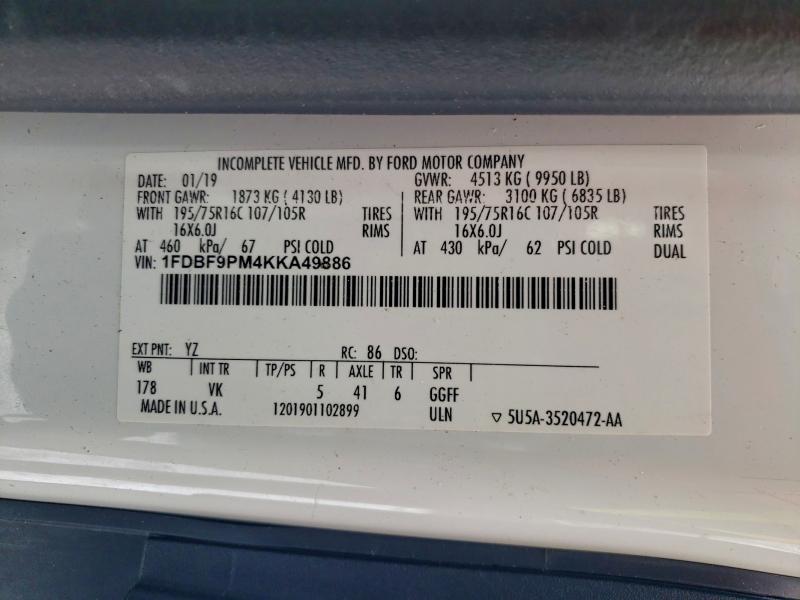 INCOMPLETE VEHICLE MFD. BY FORD MOTOR COMPANY
DATE: 01/19 GVWR: 4513 KG ( 9950 LB)
FRONT GAWR: 1873 KG ( 4130 LB) REAR GAWR: 3100 KG ( 6835 LB)
WITH 195/75R16C 107/105R TIRES WITH 195/75R16C 107/105R TIRES
16X6.0J RIMS 16X6.0J RIMS
AT 460 kPa/ 67 PSI COLD AT 430 kPa/ 62 PSI COLD DUAL
VIN: 1FDBF9PM4KKA49886
EXT PNT: YZ RC: 86 DSO:
WB INT TR TP/PS R AXLE TR SPR
178 VK 5 41 6 GGFF
MADE IN U.S.A. 1201901102899 ULN ▽ 5U5A-3520472-AA